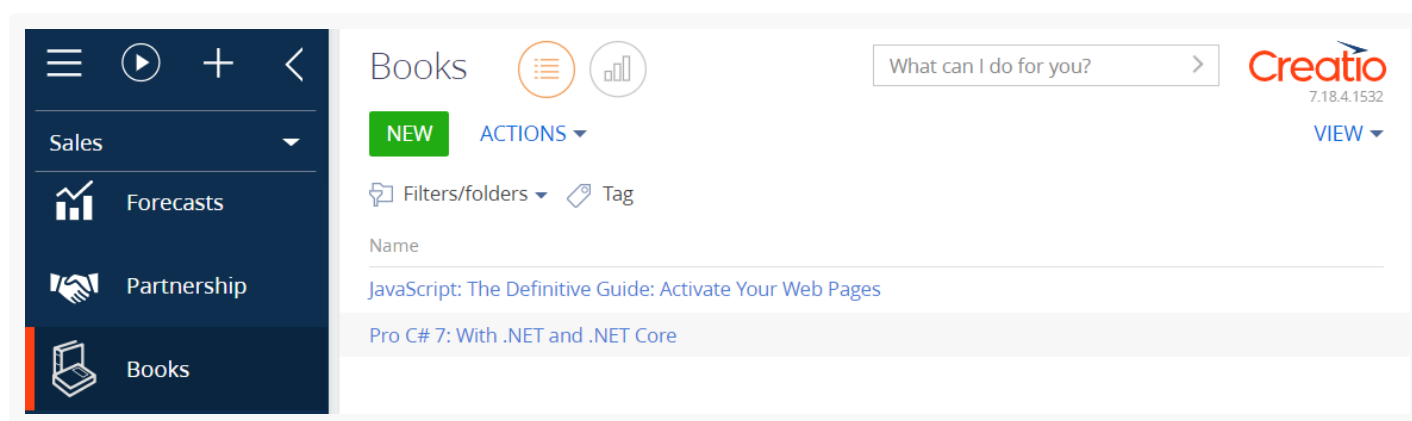 Books
What can I do for you?
Creatio
7.18.4.1532
Sales
NEW ACTIONS
VIEW
Forecasts
Filters/folders Tag
Name
Partnership
JavaScript: The Definitive Guide: Activate Your Web Pages
Pro C# 7: With .NET and .NET Core
Books